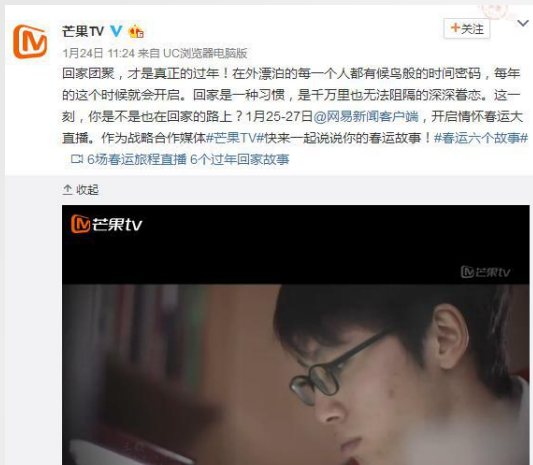 芒果TV
+关注
1月24日 11:24 来自 UC浏览器电脑版
回家团聚，才是真正的过年！在外漂泊的每一个人都有候鸟般的时间密码，每年
的这个时候就会开启。回家是一种习惯，是千万里也无法阻隔的深深眷恋。这一
刻，你是不是也在回家的路上？1月25-27日@网易新闻客户端，开启情怀春运大
直播。作为战略合作媒体#芒果TV#快来一起说说你的春运故事！#春运六个故事#
6场春运旅程直播 6个过年回家故事
收起
芒果tv
芒果TV